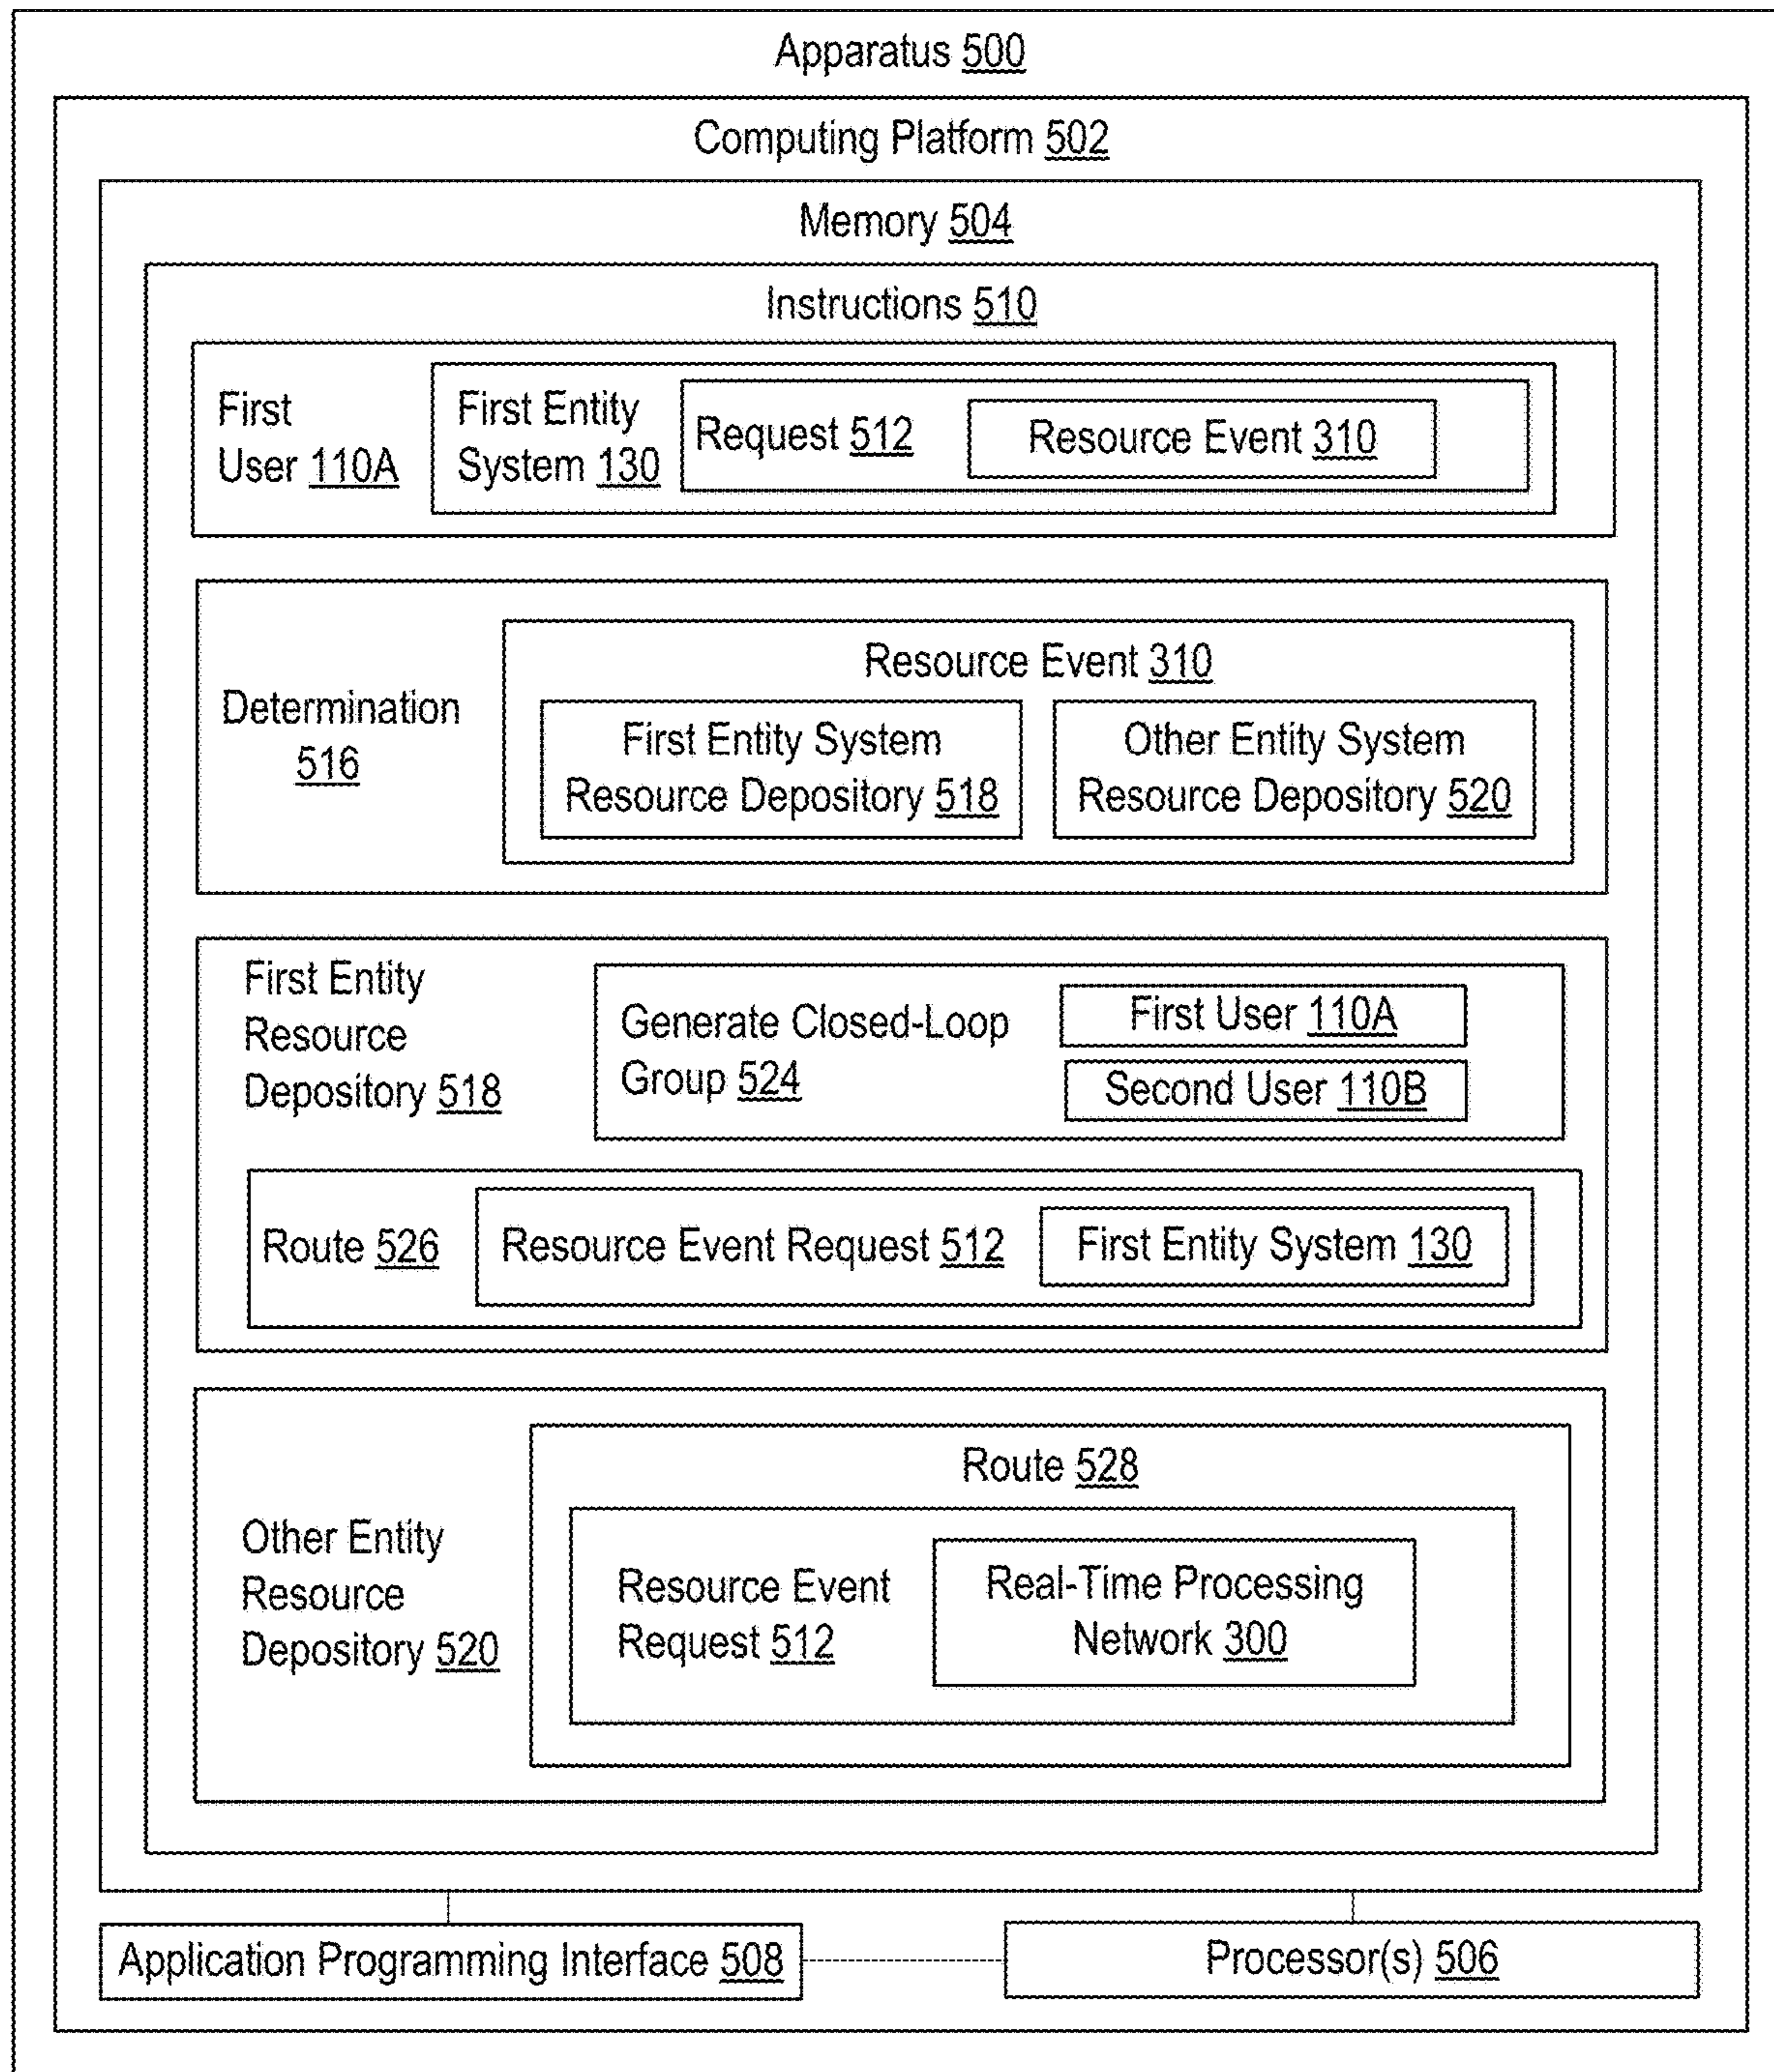 Apparatus 500
Computing Platform 502
Memory 504
Instructions 510
First
User 110A
First Entity
System 130
Request 512
Resource Event 310
Determination
516
Resource Event 310
First Entity System
Resource Depository 518
Other Entity System
Resource Depository 520
First Entity
Resource
Depository 518
Generate Closed-Loop
Group 524
First User 110A
Second User 110B
Route 526
Resource Event Request 512
First Entity System 130
Other Entity
Resource
Depository 520
Route 528
Resource Event
Request 512
Real-Time Processing
Network 300
Application Programming Interface 508
Processor(s) 506